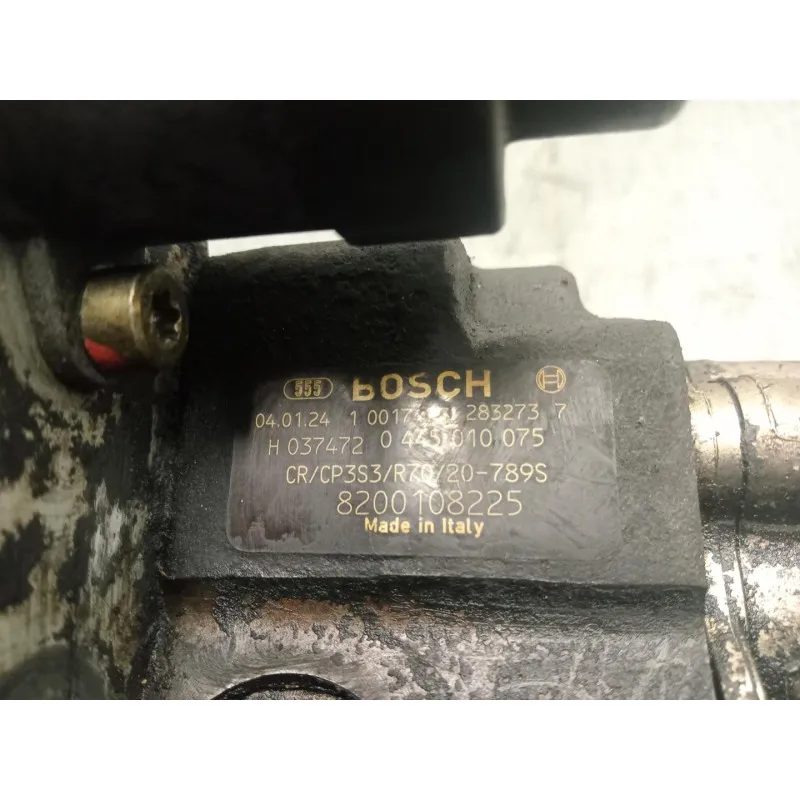 555 BOSCH
04.01.24 1 283273 7
H 037472 0 445 010 075
CR/CP3S3/R70/20-789S
8200108225
Made in Italy